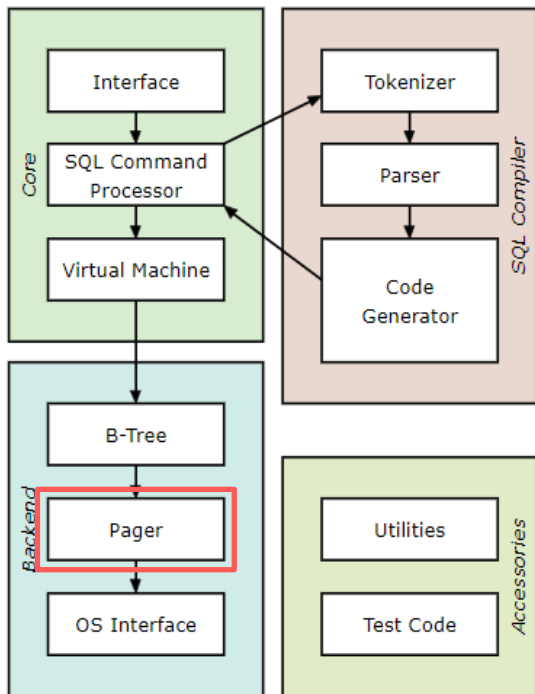 Interface
SQL Command
Processor
Virtual Machine
Core
Tokenizer
Parser
Code
Generator
SQL Compiler
B-Tree
Pager
OS Interface
Backend
Utilities
Test Code
Accessories